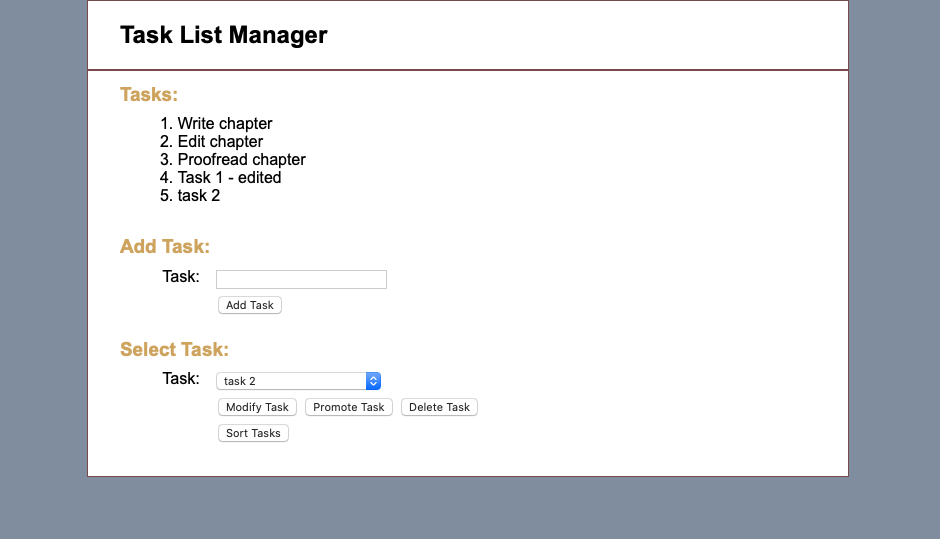 Task List Manager
Tasks:
1. Write chapter
2. Edit chapter
3. Proofread chapter
4. Task 1 - edited
5. task 2
Add Task:
Task:
Add Task
Select Task:
Task: task 2
Modify Task Promote Task Delete Task
Sort Tasks